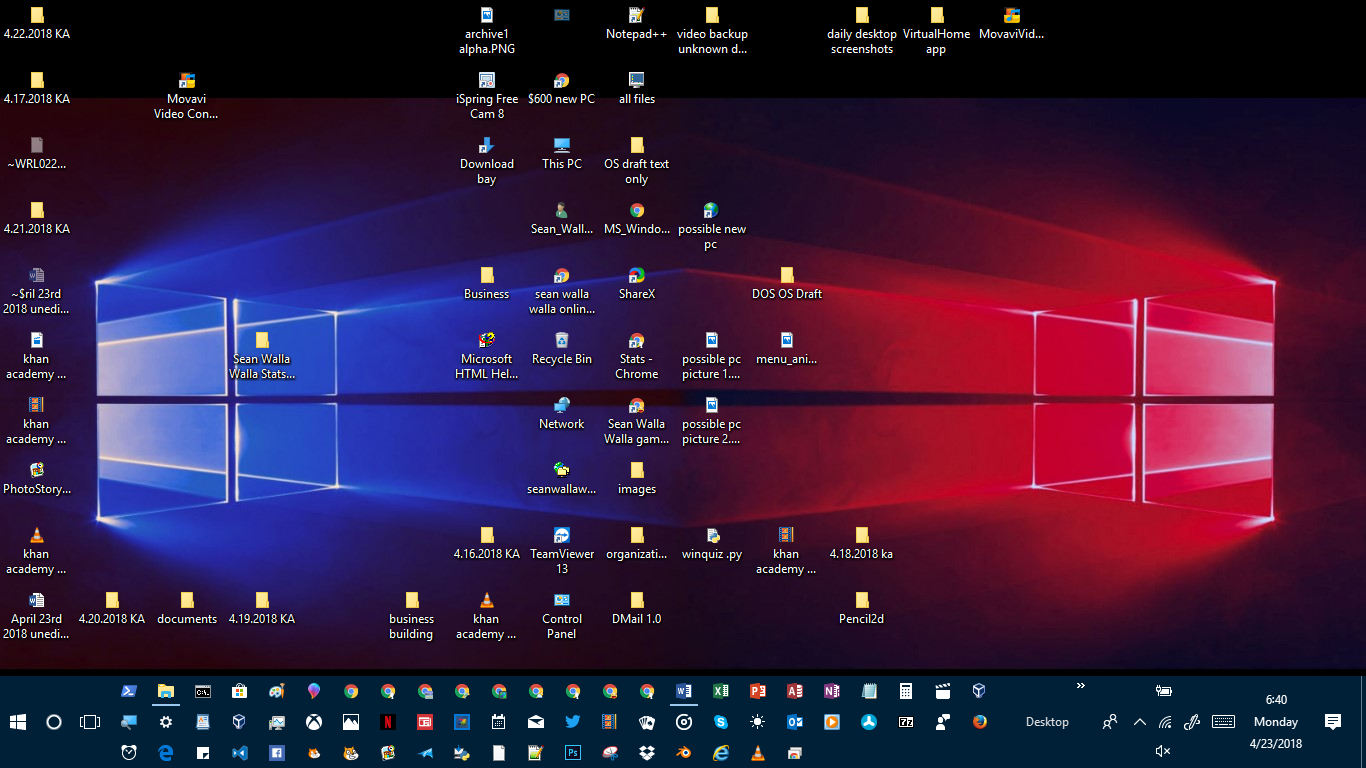 4.22.2018 KA
archive1
alpha.PNG
Notepad++
video backup
unknown d...
daily desktop
screenshots
VirtualHome
app
MovaviVid...
4.17.2018 KA
Movavi
Video Con...
iSpring Free
Cam 8
$600 new PC
all files
~WRL022...
Download
bay
This PC
OS draft text
only
4.21.2018 KA
Sean_Wall...
MS_Windo...
possible new
pc
~$ril 23rd
2018 unedi...
Business
sean walla
walla onlin...
ShareX
DOS OS Draft
khan
academy ...
Sean Walla
Walla Stats...
Microsoft
HTML Hel...
Recycle Bin
Stats -
Chrome
possible pc
picture 1....
menu_ani...
khan
academy ...
Network
Sean Walla
Walla gam...
possible pc
picture 2....
PhotoStory...
seanwallaw...
images
khan
academy ...
4.16.2018 KA
TeamViewer
13
organizati...
winquiz .py
khan
academy ...
4.18.2018 ka
April 23rd
2018 unedi...
4.20.2018 KA
documents
4.19.2018 KA
business
building
khan
academy ...
Control
Panel
DMail 1.0
Pencil2d
Desktop
6:40
Monday
4/23/2018